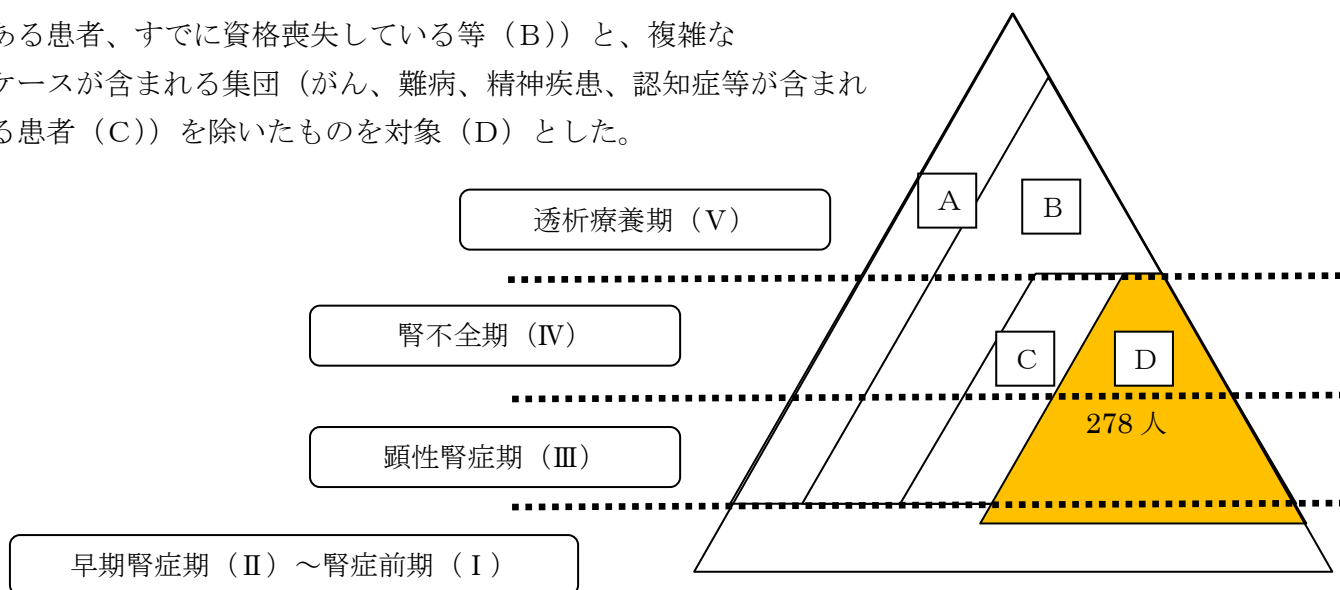 ある患者、すでに資格喪失している等（Ｂ））と、複雑な
ケースが含まれる集団（がん、難病、精神疾患、認知症等が含まれ
る患者（Ｃ））を除いたものを対象（Ｄ）とした。
Ａ
Ｂ
透析療養期（Ⅴ）
腎不全期（Ⅳ）
Ｃ
Ｄ
278 人
顕性腎症期（Ⅲ）
早期腎症期（Ⅱ）～腎症前期（Ⅰ）